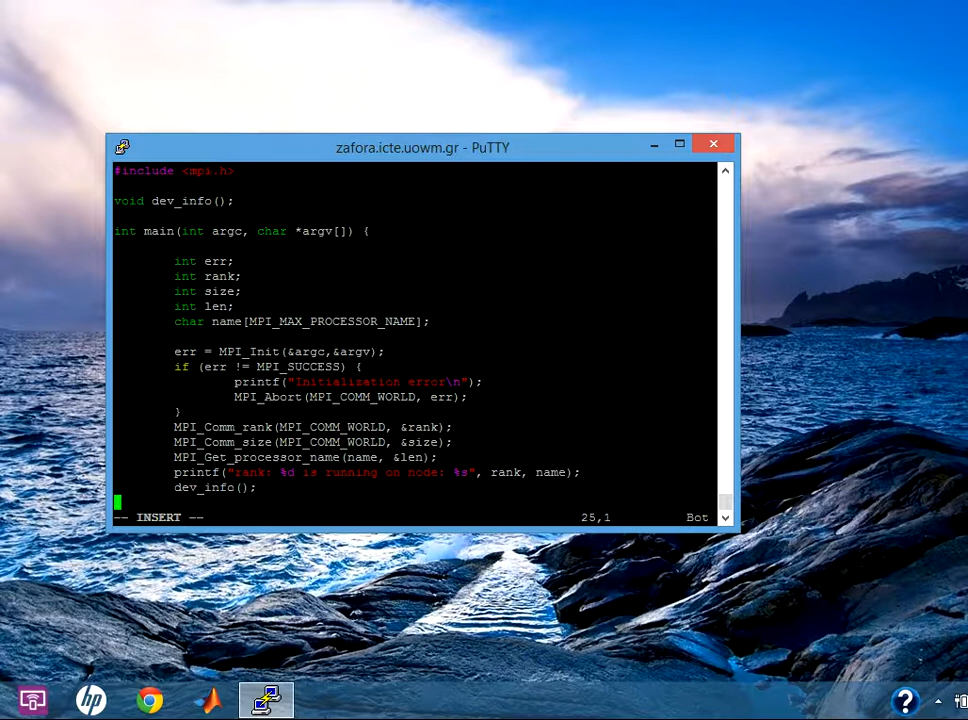 zafora.icte.uowm.gr - PuTTY
#include <mpi.h>
void dev_info();
int main(int argc, char *argv[]) {
int err;
int rank;
int size;
int len;
char name[MPI_MAX_PROCESSOR_NAME];
err = MPI_Init(&argc,&argv);
if (err != MPI_SUCCESS) {
printf("Initialization error\n");
MPI_Abort(MPI_COMM_WORLD, err);
}
MPI_Comm_rank(MPI_COMM_WORLD, &rank);
MPI_Comm_size(MPI_COMM_WORLD, &size);
MPI_Get_processor_name(name, &len);
printf("rank: %d is running on node: %s", rank, name);
dev_info();
-- INSERT -- 25,1 Bot
hp
?